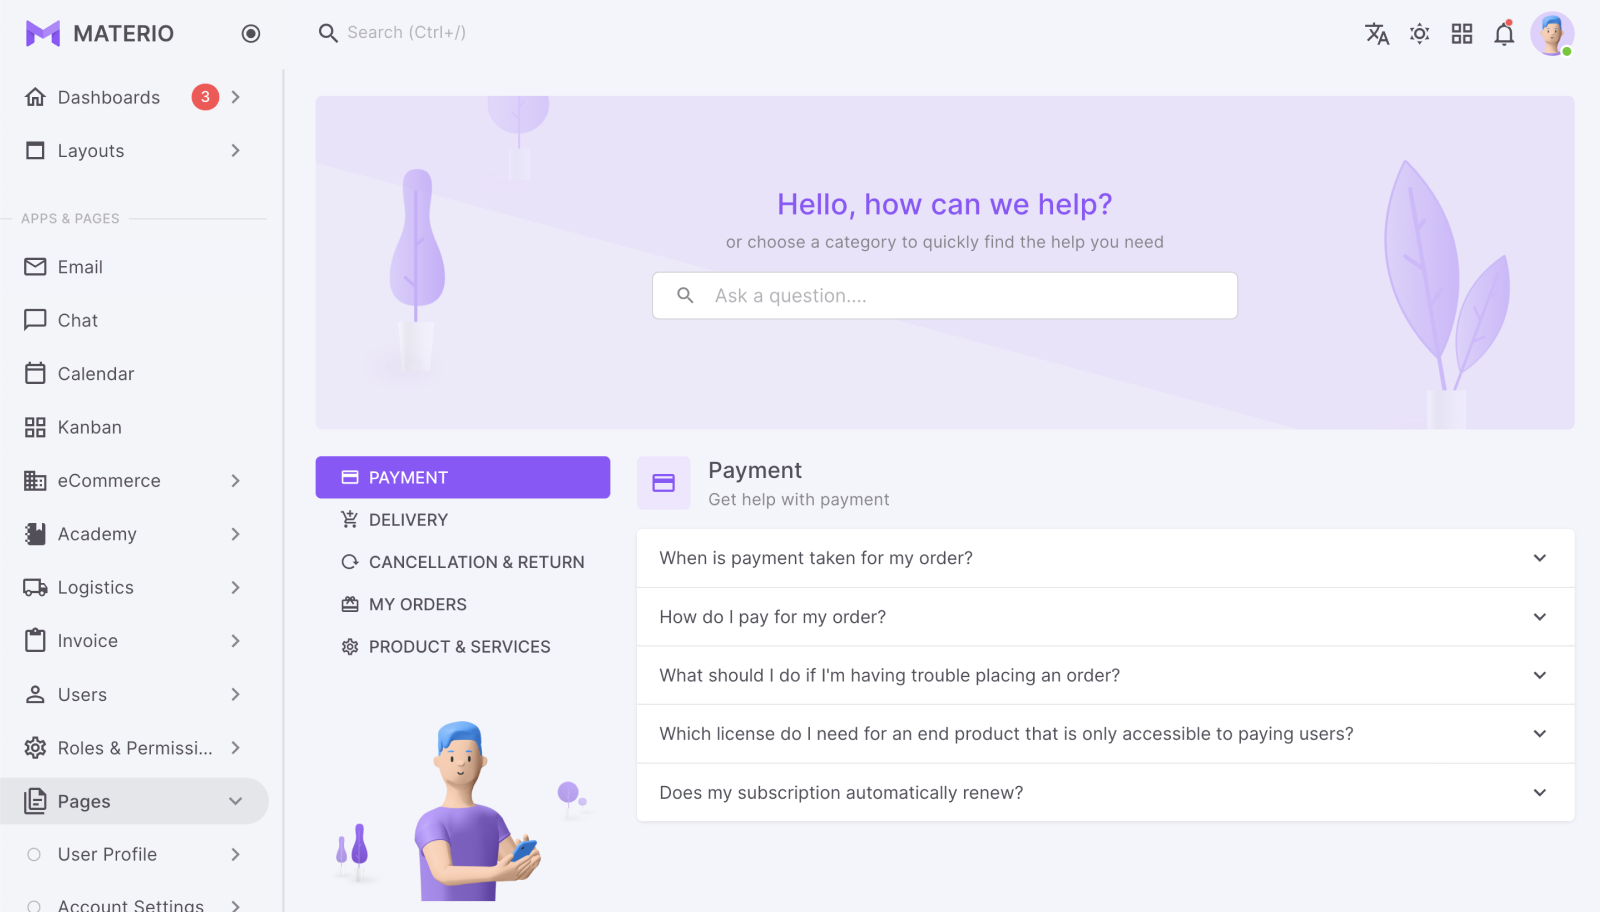 MATERIO
Search (Ctrl+/)
Dashboards 3
Layouts
APPS & PAGES
Email
Chat
Calendar
Kanban
eCommerce
Academy
Logistics
Invoice
Users
Roles & Permissi...
Pages
User Profile
Account Settings
Hello, how can we help?
or choose a category to quickly find the help you need
Ask a question....
PAYMENT
DELIVERY
CANCELLATION & RETURN
MY ORDERS
PRODUCT & SERVICES
Payment
Get help with payment
When is payment taken for my order?
How do I pay for my order?
What should I do if I'm having trouble placing an order?
Which license do I need for an end product that is only accessible to paying users?
Does my subscription automatically renew?